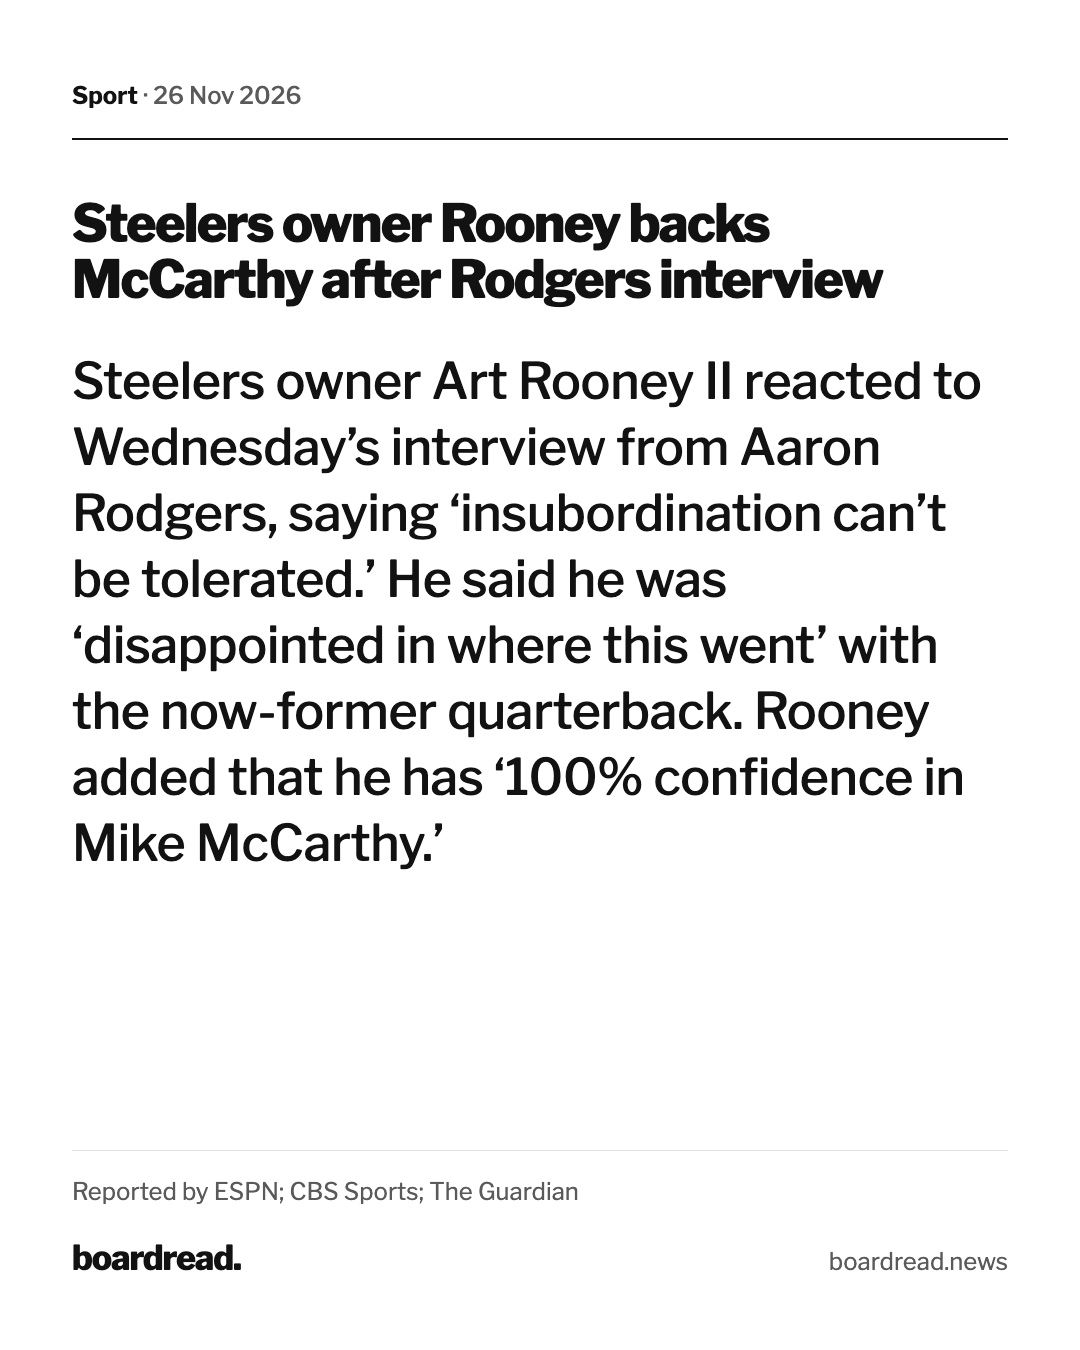 Sport · 26 Nov 2026
Steelers owner Rooney backs
McCarthy after Rodgers interview
Steelers owner Art Rooney II reacted to
Wednesday’s interview from Aaron
Rodgers, saying ‘insubordination can’t
be tolerated.’ He said he was
‘disappointed in where this went’ with
the now-former quarterback. Rooney
added that he has ‘100% confidence in
Mike McCarthy.’
Reported by ESPN; CBS Sports; The Guardian
boardread.
boardread.news